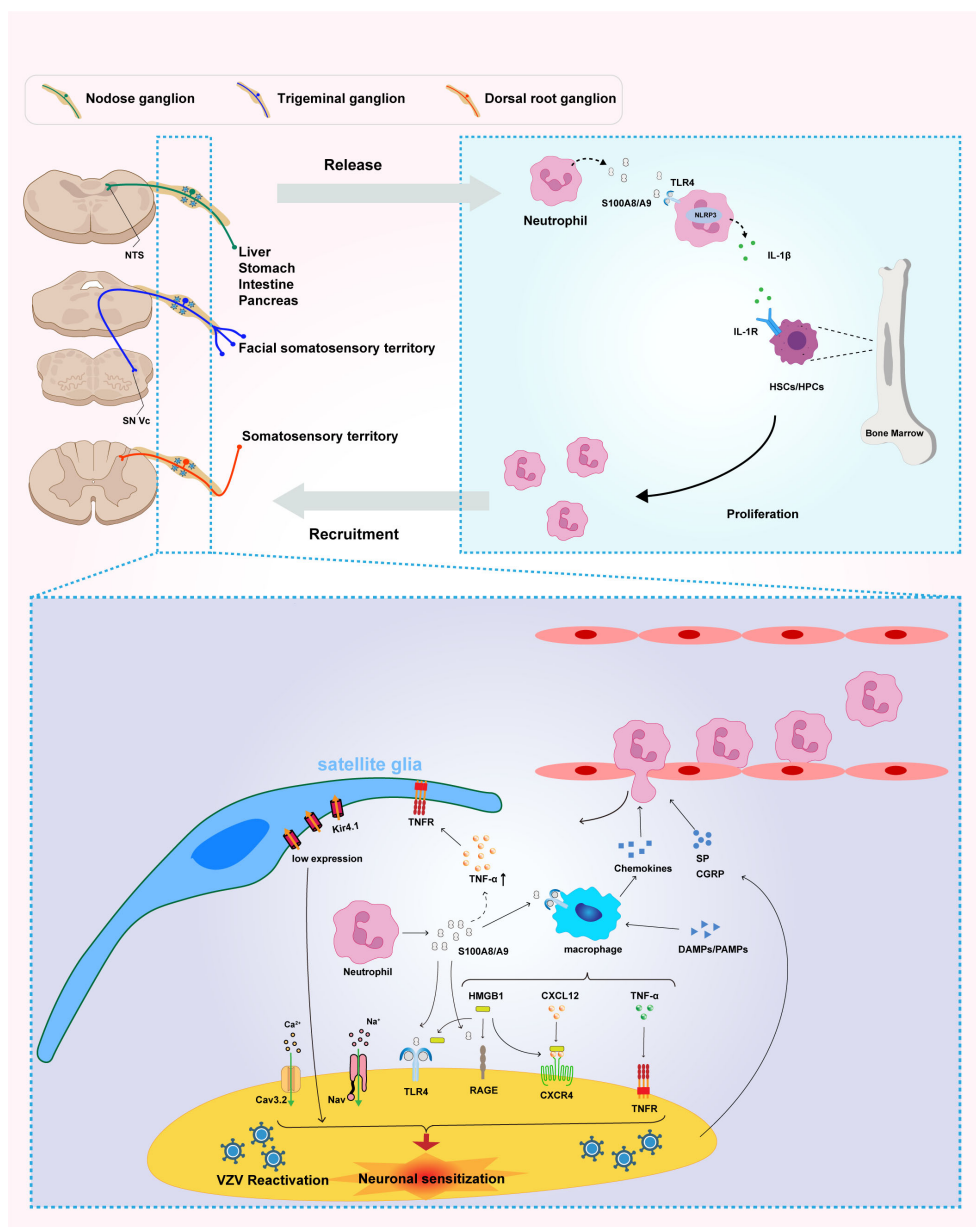 Nodose ganglion
Trigeminal ganglion
Dorsal root ganglion
NTS
Liver
Stomach
Intestine
Pancreas
Facial somatosensory territory
SN Vc
Somatosensory territory
Release
Recruitment
Neutrophil
S100A8/A9
TLR4
NLRP3
IL-1β
IL-1R
HSCs/HPCs
Bone Marrow
Proliferation
satellite glia
Kir4.1
low expression
TNFR
TNF-α
Chemokines
SP
CGRP
Neutrophil
S100A8/A9
macrophage
DAMPs/PAMPs
HMGB1
CXCL12
TNF-α
Ca²⁺
Na⁺
Cav3.2
Nav
TLR4
RAGE
CXCR4
TNFR
VZV Reactivation
Neuronal sensitization